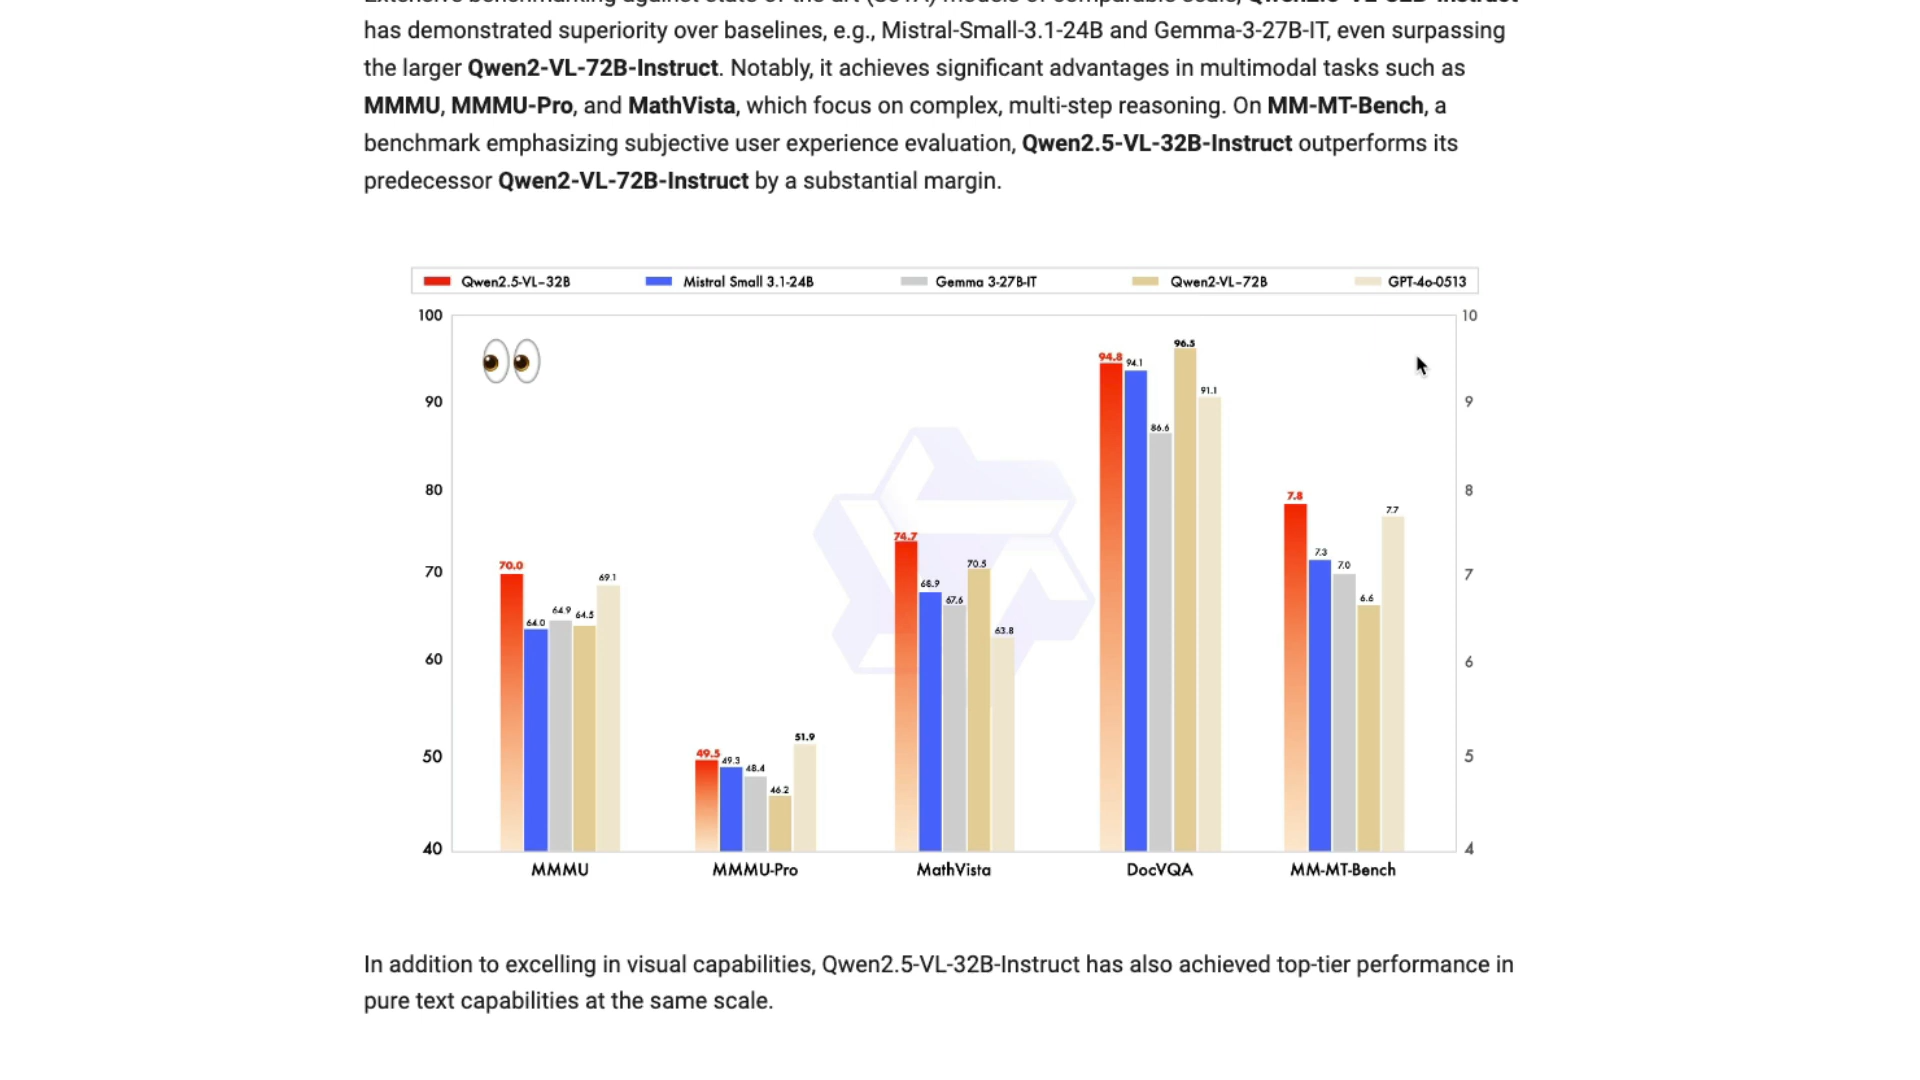 has demonstrated superiority over baselines, e.g., Mistral-Small-3.1-24B and Gemma-3-27B-IT, even surpassing
the larger Qwen2-VL-72B-Instruct. Notably, it achieves significant advantages in multimodal tasks such as
MMMU, MMMU-Pro, and MathVista, which focus on complex, multi-step reasoning. On MM-MT-Bench, a
benchmark emphasizing subjective user experience evaluation, Qwen2.5-VL-32B-Instruct outperforms its
predecessor Qwen2-VL-72B-Instruct by a substantial margin.
Qwen2.5-VL-32B Mistral Small 3.1-24B Gemma 3-27B-IT Qwen2-VL-72B GPT-4o-0513
100
90
80
70
60
50
40
70.0 64.0 64.9 64.5 69.1
49.5 49.3 48.4 46.2 51.9
74.7 68.9 67.6 70.5 63.8
94.8 94.1 86.6 96.5 91.1
7.8 7.3 7.0 6.6 7.7
10
9
8
7
6
5
4
MMMU MMMU-Pro MathVista DocVQA MM-MT-Bench
In addition to excelling in visual capabilities, Qwen2.5-VL-32B-Instruct has also achieved top-tier performance in
pure text capabilities at the same scale.